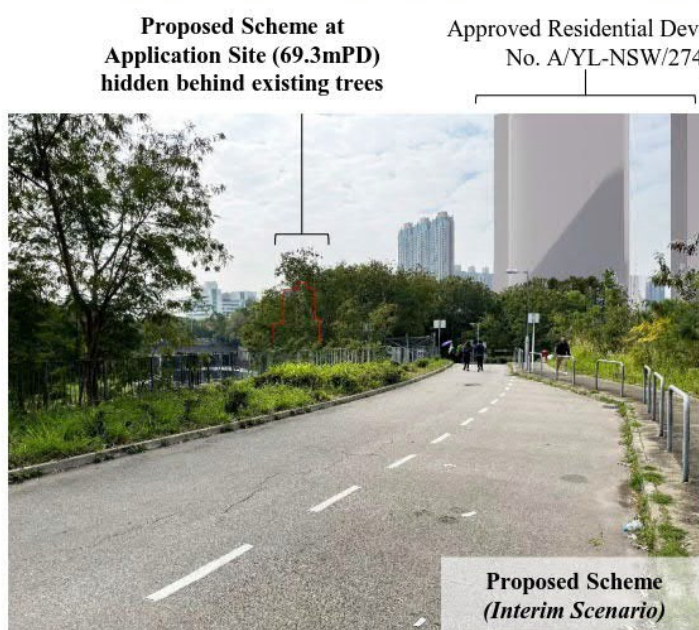 Proposed Scheme at
Application Site (69.3mPD)
hidden behind existing trees
Approved Residential Dev
No. A/YL-NSW/274
Proposed Scheme
(Interim Scenario)